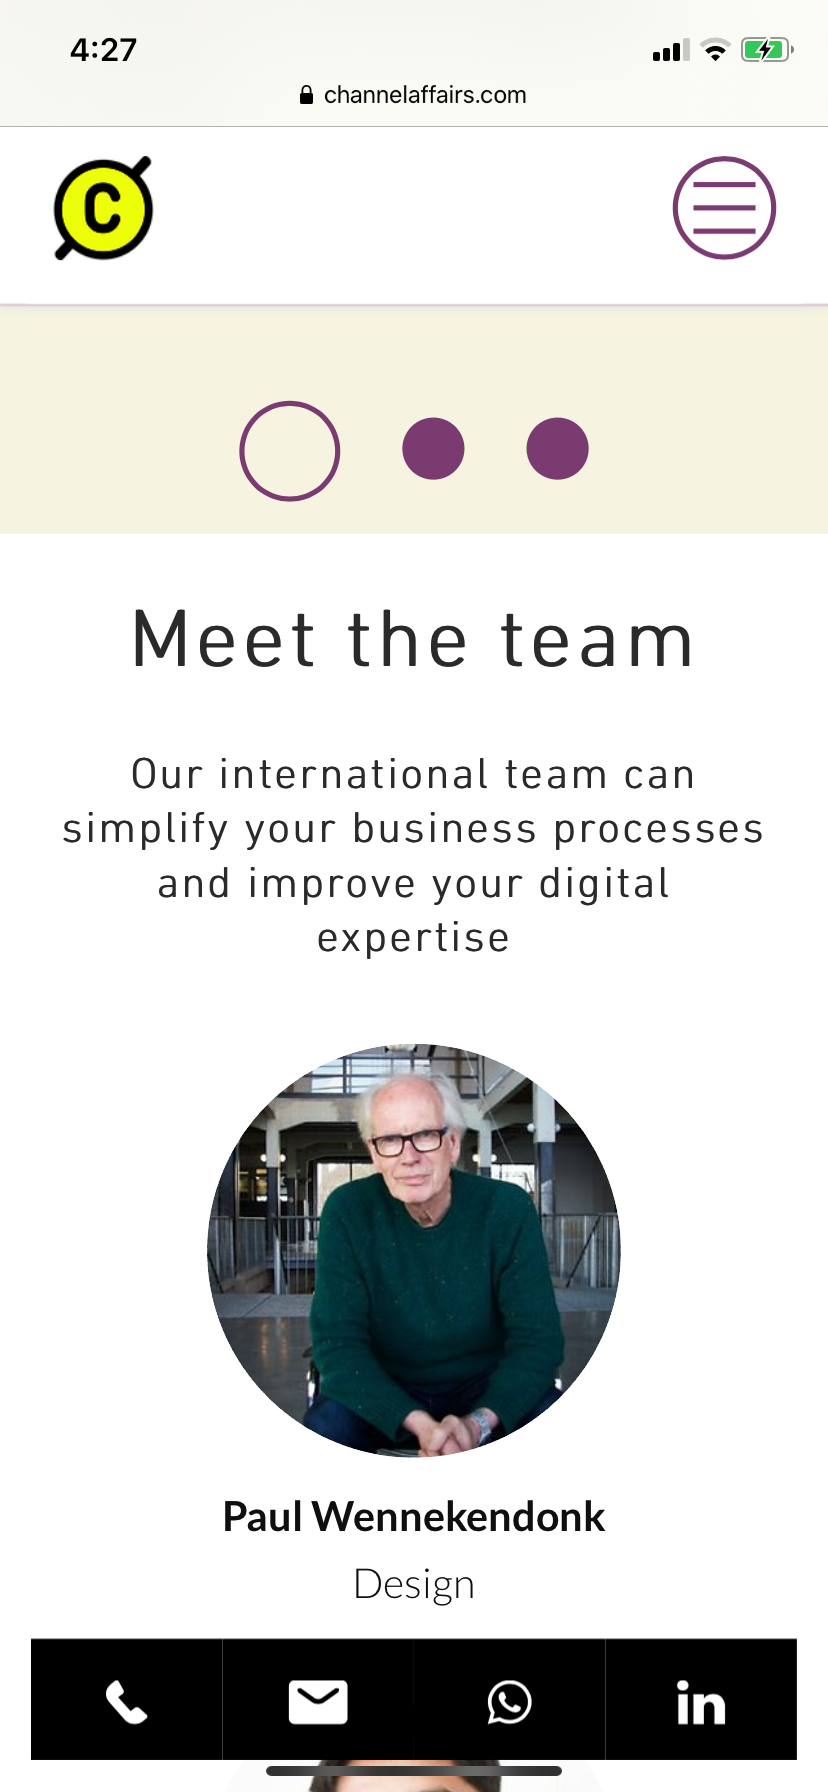 4:27
channelaffairs.com
C
Meet the team
Our international team can
simplify your business processes
and improve your digital
expertise
Paul Wennekendonk
Design
in